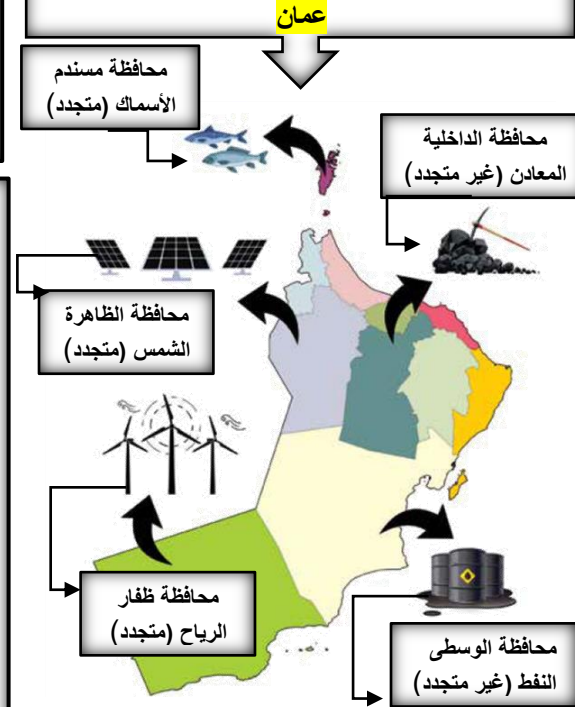 عمان
محافظة مسندم
الأسماك (متجدد)
محافظة الداخلية
المعادن (غير متجدد)
محافظة الظاهرة
الشمس (متجدد)
محافظة ظفار
الرياح (متجدد)
محافظة الوسطى
النفط (غير متجدد)